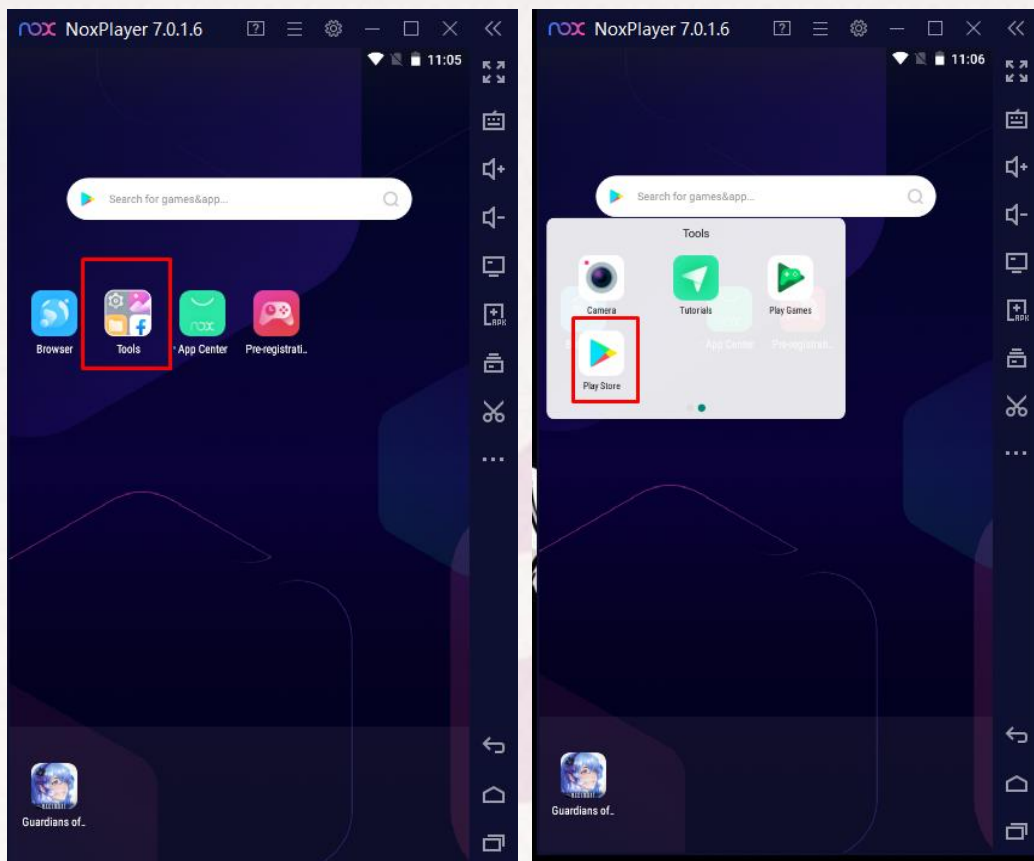 nox NoxPlayer 7.0.1.6
11:05
Search for games&app...
Browser
Tools
App Center
Pre-registrati..
Guardians of..
nox NoxPlayer 7.0.1.6
11:06
Search for games&app...
Tools
Camera
Tutorials
Play Games
App Center
Pre-registrati..
Play Store
Guardians of..